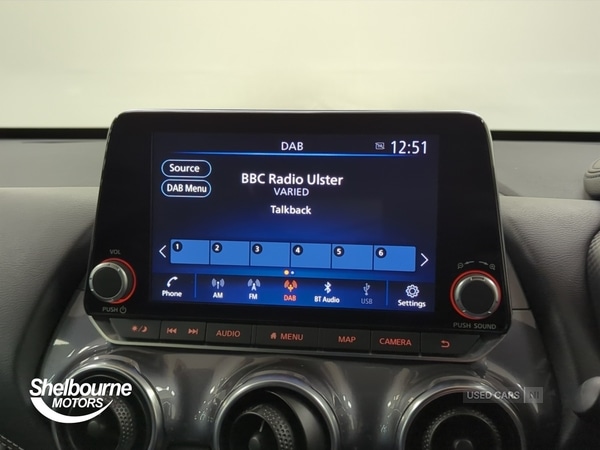 DAB
12:51
Source
BBC Radio Ulster
DAB Menu
VARIED
Talkback
1 2 3 4 5 6
Phone AM FM DAB BT Audio USB Settings
VOL
PUSH
PUSH SOUND
AUDIO MENU MAP CAMERA
Shelbourne
MOTORS
USED CARS NI